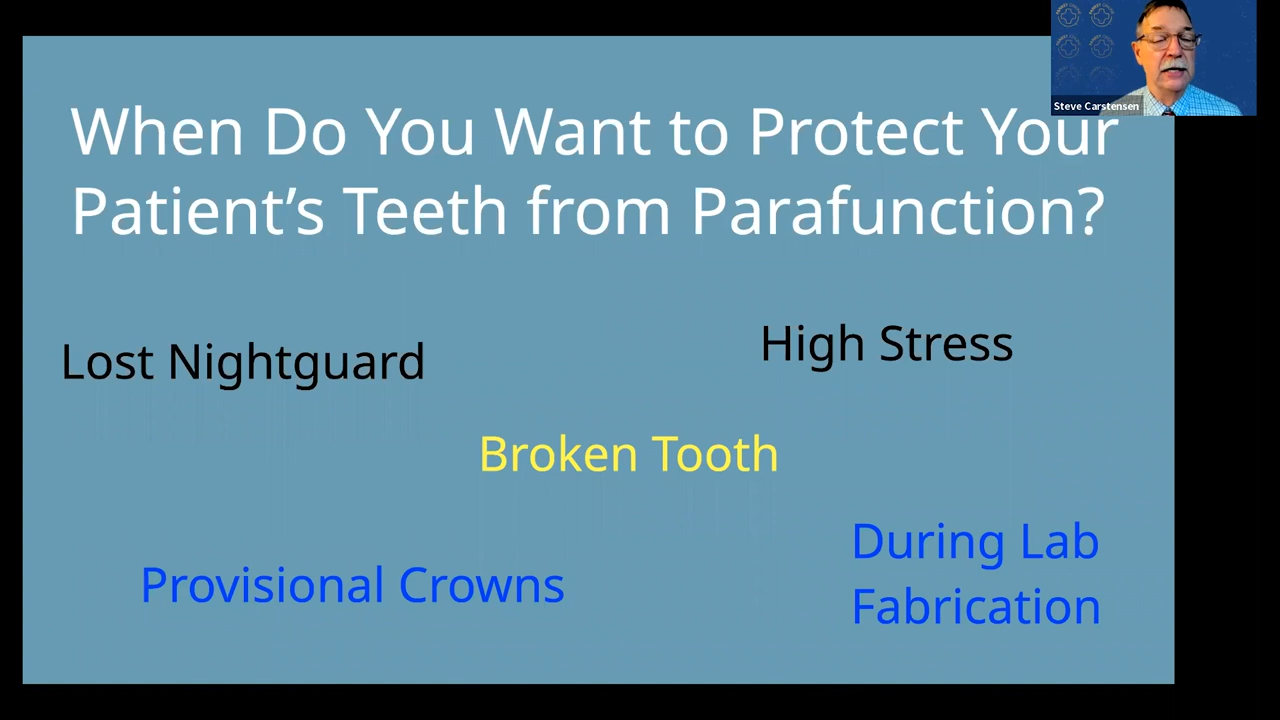 Steve Carstensen
When Do You Want to Protect Your
Patient’s Teeth from Parafunction?
Lost Nightguard
High Stress
Broken Tooth
Provisional Crowns
During Lab
Fabrication